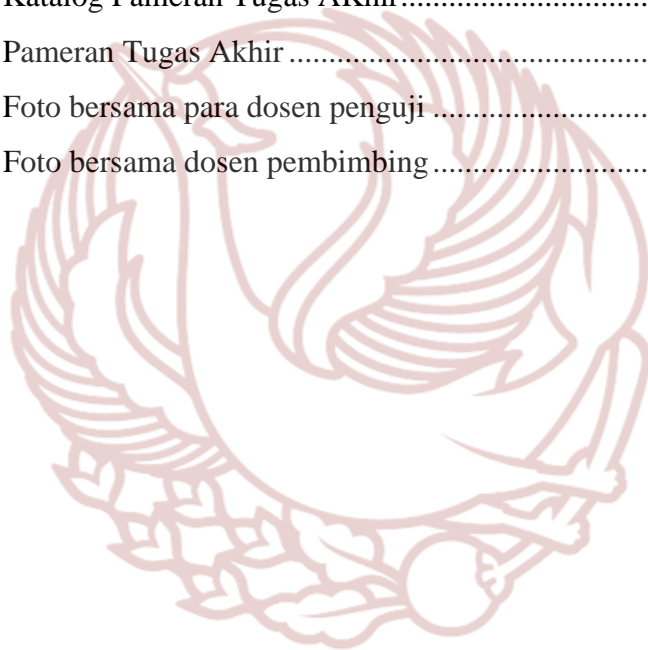 Katalog Pameran Tugas AKhir..............................
Pameran Tugas Akhir............................................
Foto bersama para dosen penguji..........................
Foto bersama dosen pembimbing..........................